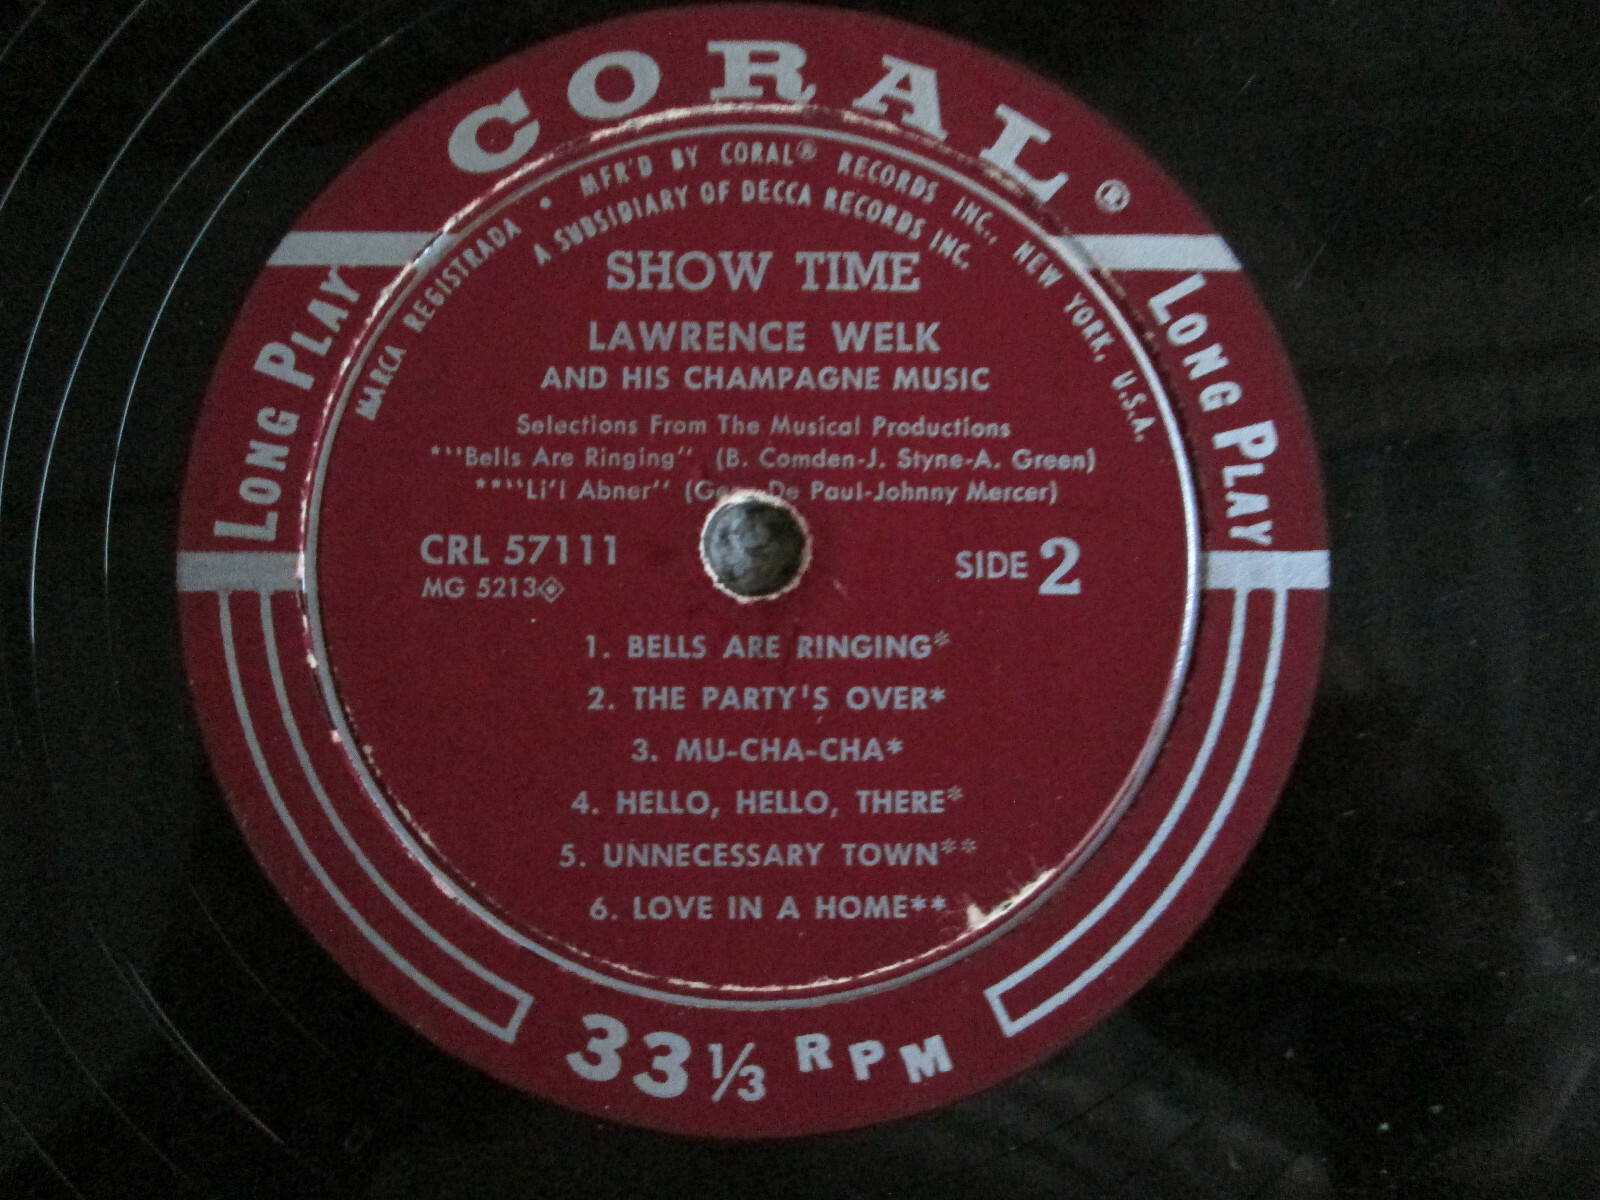 CORAL®
MARCA REGISTRADA • MFR'D BY CORAL® RECORDS INC., NEW YORK, U.S.A.
A SUBSIDIARY OF DECCA RECORDS INC.
LONG PLAY
LONG PLAY
SHOW TIME
LAWRENCE WELK
AND HIS CHAMPAGNE MUSIC
Selections From The Musical Productions
*"Bells Are Ringing" (B. Comden-J. Styne-A. Green)
**"Li'l Abner" ( De Paul-Johnny Mercer)
CRL 57111
SIDE 2
MG 5213
1. BELLS ARE RINGING*
2. THE PARTY'S OVER*
3. MU-CHA-CHA*
4. HELLO, HELLO, THERE*
5. UNNECESSARY TOWN**
6. LOVE IN A HOME**
33 1/3 RPM